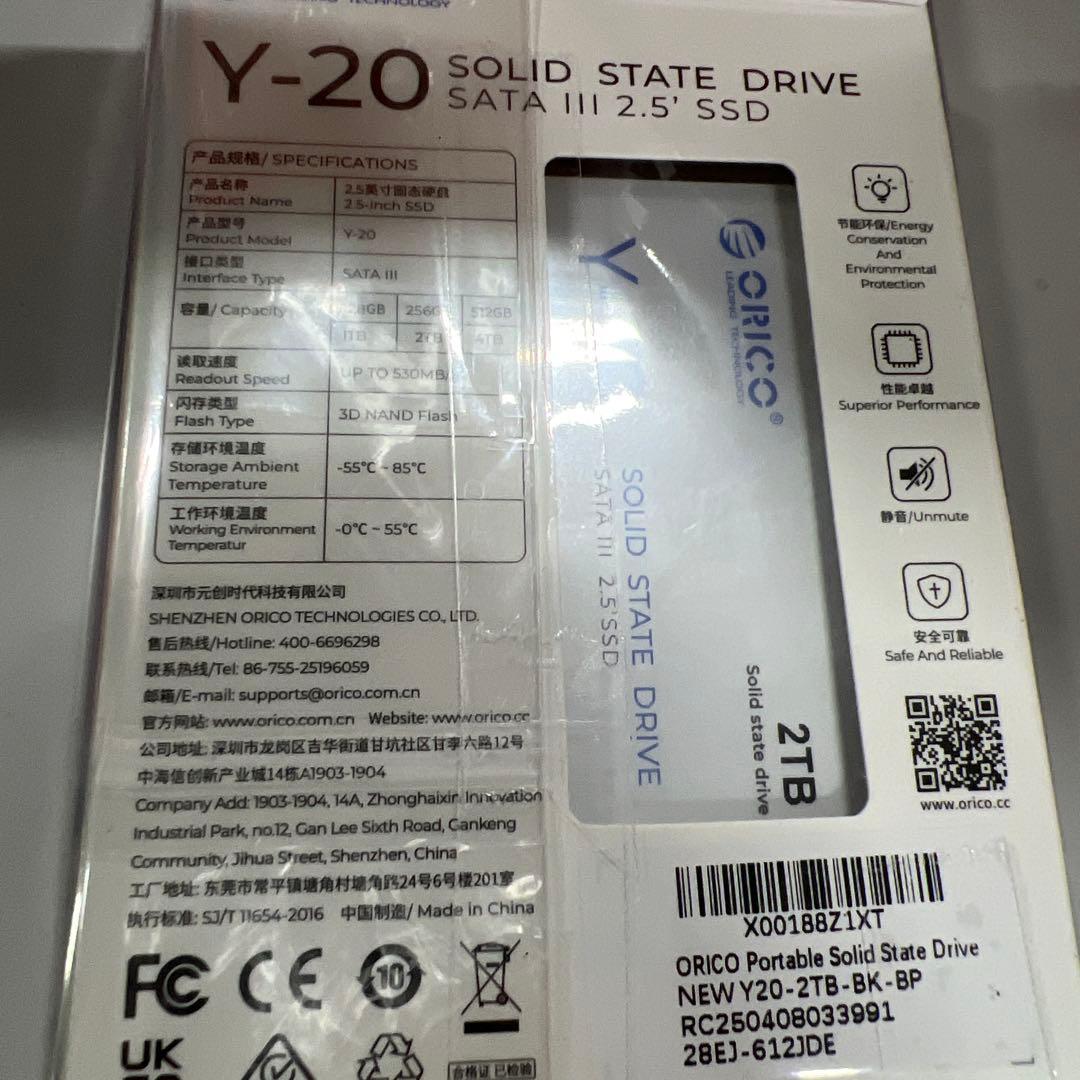 TECHNOLOGY
Y-20 SOLID STATE DRIVE
SATA III 2.5' SSD
产品规格/ SPECIFICATIONS
产品名称 2.5英寸固态硬盘
Product Name 2.5-inch SSD
产品型号
Product Model Y-20
接口类型
Interface Type SATA III
容量/ Capacity 256G 512GB
1TB 2TB 4TB
读取速度
Readout Speed UP TO 530MB/
闪存类型
Flash Type 3D NAND Flash
存储环境温度
Storage Ambient -55°C ~ 85°C
Temperature
工作环境温度
Working Environment -0°C ~ 55°C
Temperatur
深圳市元创时代科技有限公司
SHENZHEN ORICO TECHNOLOGIES CO., LTD.
售后热线/Hotline: 400-6696298
联系热线/Tel: 86-755-25196059
邮箱/E-mail: supports@orico.com.cn
官方网站: www.orico.com.cn Website: www.orico.cc
公司地址: 深圳市龙岗区吉华街道甘坑社区甘李六路12号
中海信创新产业城14栋A1903-1904
Company Add: 1903-1904, 14A, Zhonghaixin Innovation
Industrial Park, no.12, Gan Lee Sixth Road, Gankeng
Community, Jihua Street, Shenzhen, China
工厂地址: 东莞市常平镇塘角村塘角路24号6号楼201室
执行标准: SJ/T 11654-2016 中国制造/ Made in China
FC CE 10
UK
合格证 已检验
Y
ORICO®
LEADING TECHNOLOGY
SOLID STATE DRIVE
SATA III 2.5'SSD
2TB
Solid state drive
节能环保/Energy
Conservation
And
Environmental
Protection
性能卓越
Superior Performance
静音/Unmute
安全可靠
Safe And Reliable
www.orico.cc
X00188Z1XT
ORICO Portable Solid State Drive
NEW Y20-2TB-BK-BP
RC250408033991
28EJ-612JDE